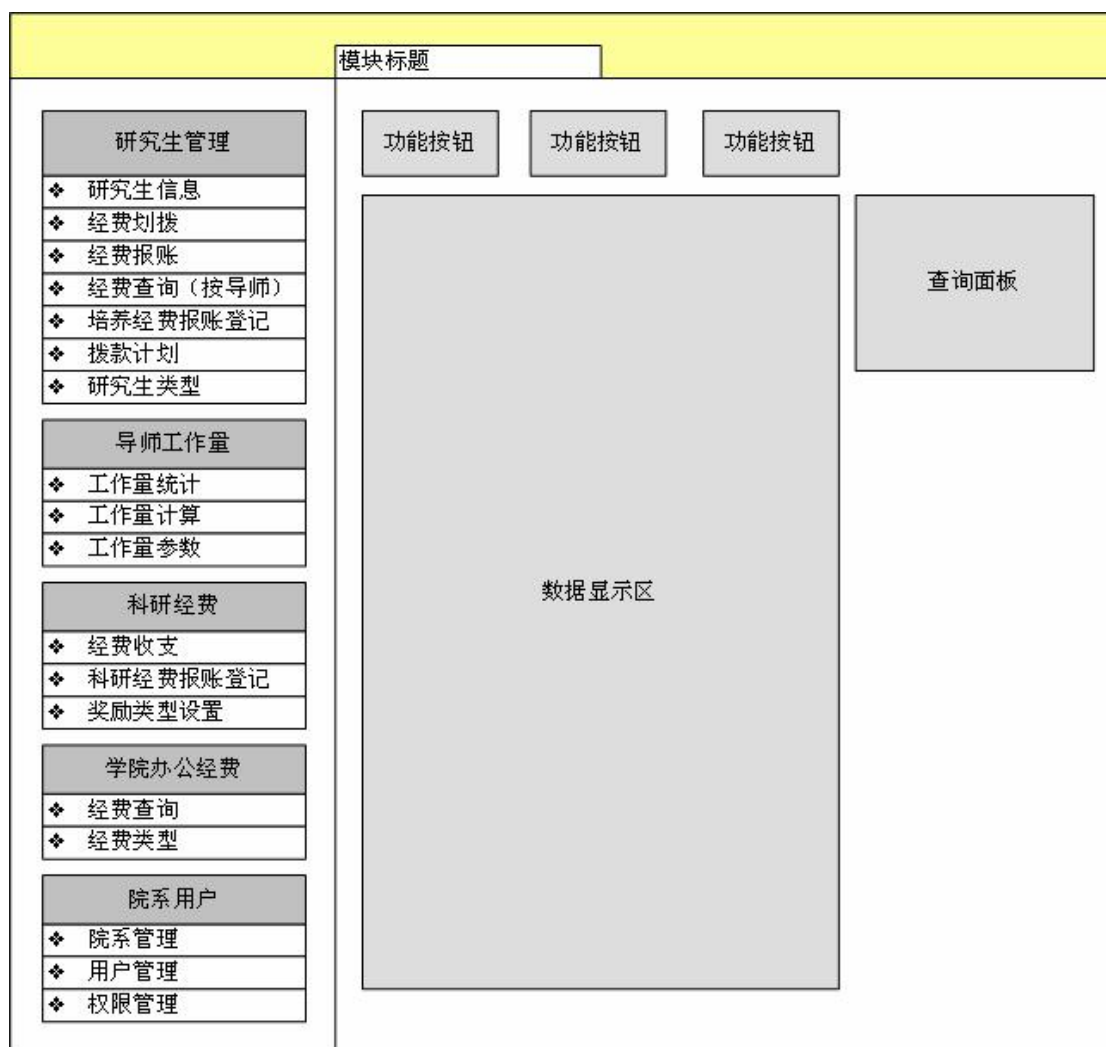 模块标题
研究生管理
❖ 研究生信息
❖ 经费划拨
❖ 经费报账
❖ 经费查询（按导师）
❖ 培养经费报账登记
❖ 拨款计划
❖ 研究生类型
导师工作量
❖ 工作量统计
❖ 工作量计算
❖ 工作量参数
科研经费
❖ 经费收支
❖ 科研经费报账登记
❖ 奖励类型设置
学院办公经费
❖ 经费查询
❖ 经费类型
院系用户
❖ 院系管理
❖ 用户管理
❖ 权限管理
功能按钮 功能按钮 功能按钮
数据显示区
查询面板